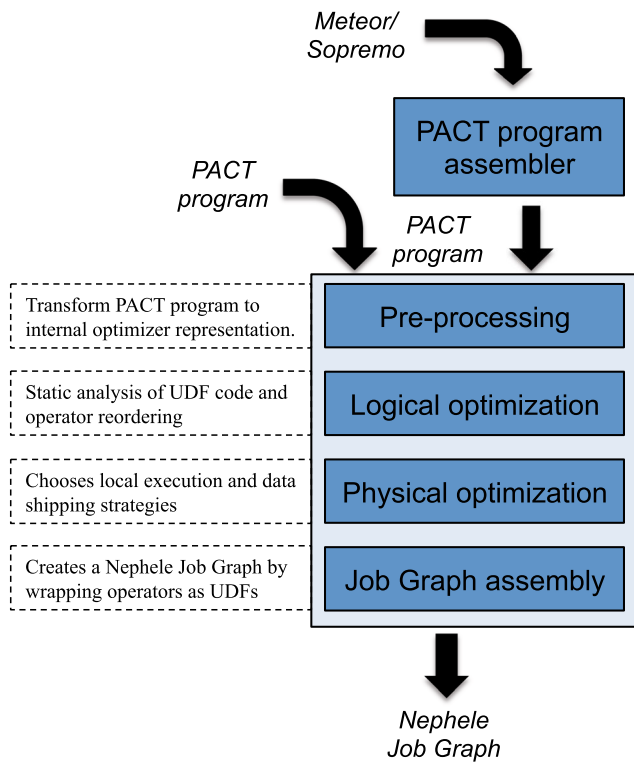 Meteor/
Sopremo
PACT program
assembler
PACT
program
PACT
program
Transform PACT program to
internal optimizer representation.
Pre-processing
Static analysis of UDF code and
operator reordering
Logical optimization
Chooses local execution and data
shipping strategies
Physical optimization
Creates a Nephele Job Graph by
wrapping operators as UDFs
Job Graph assembly
Nephele
Job Graph